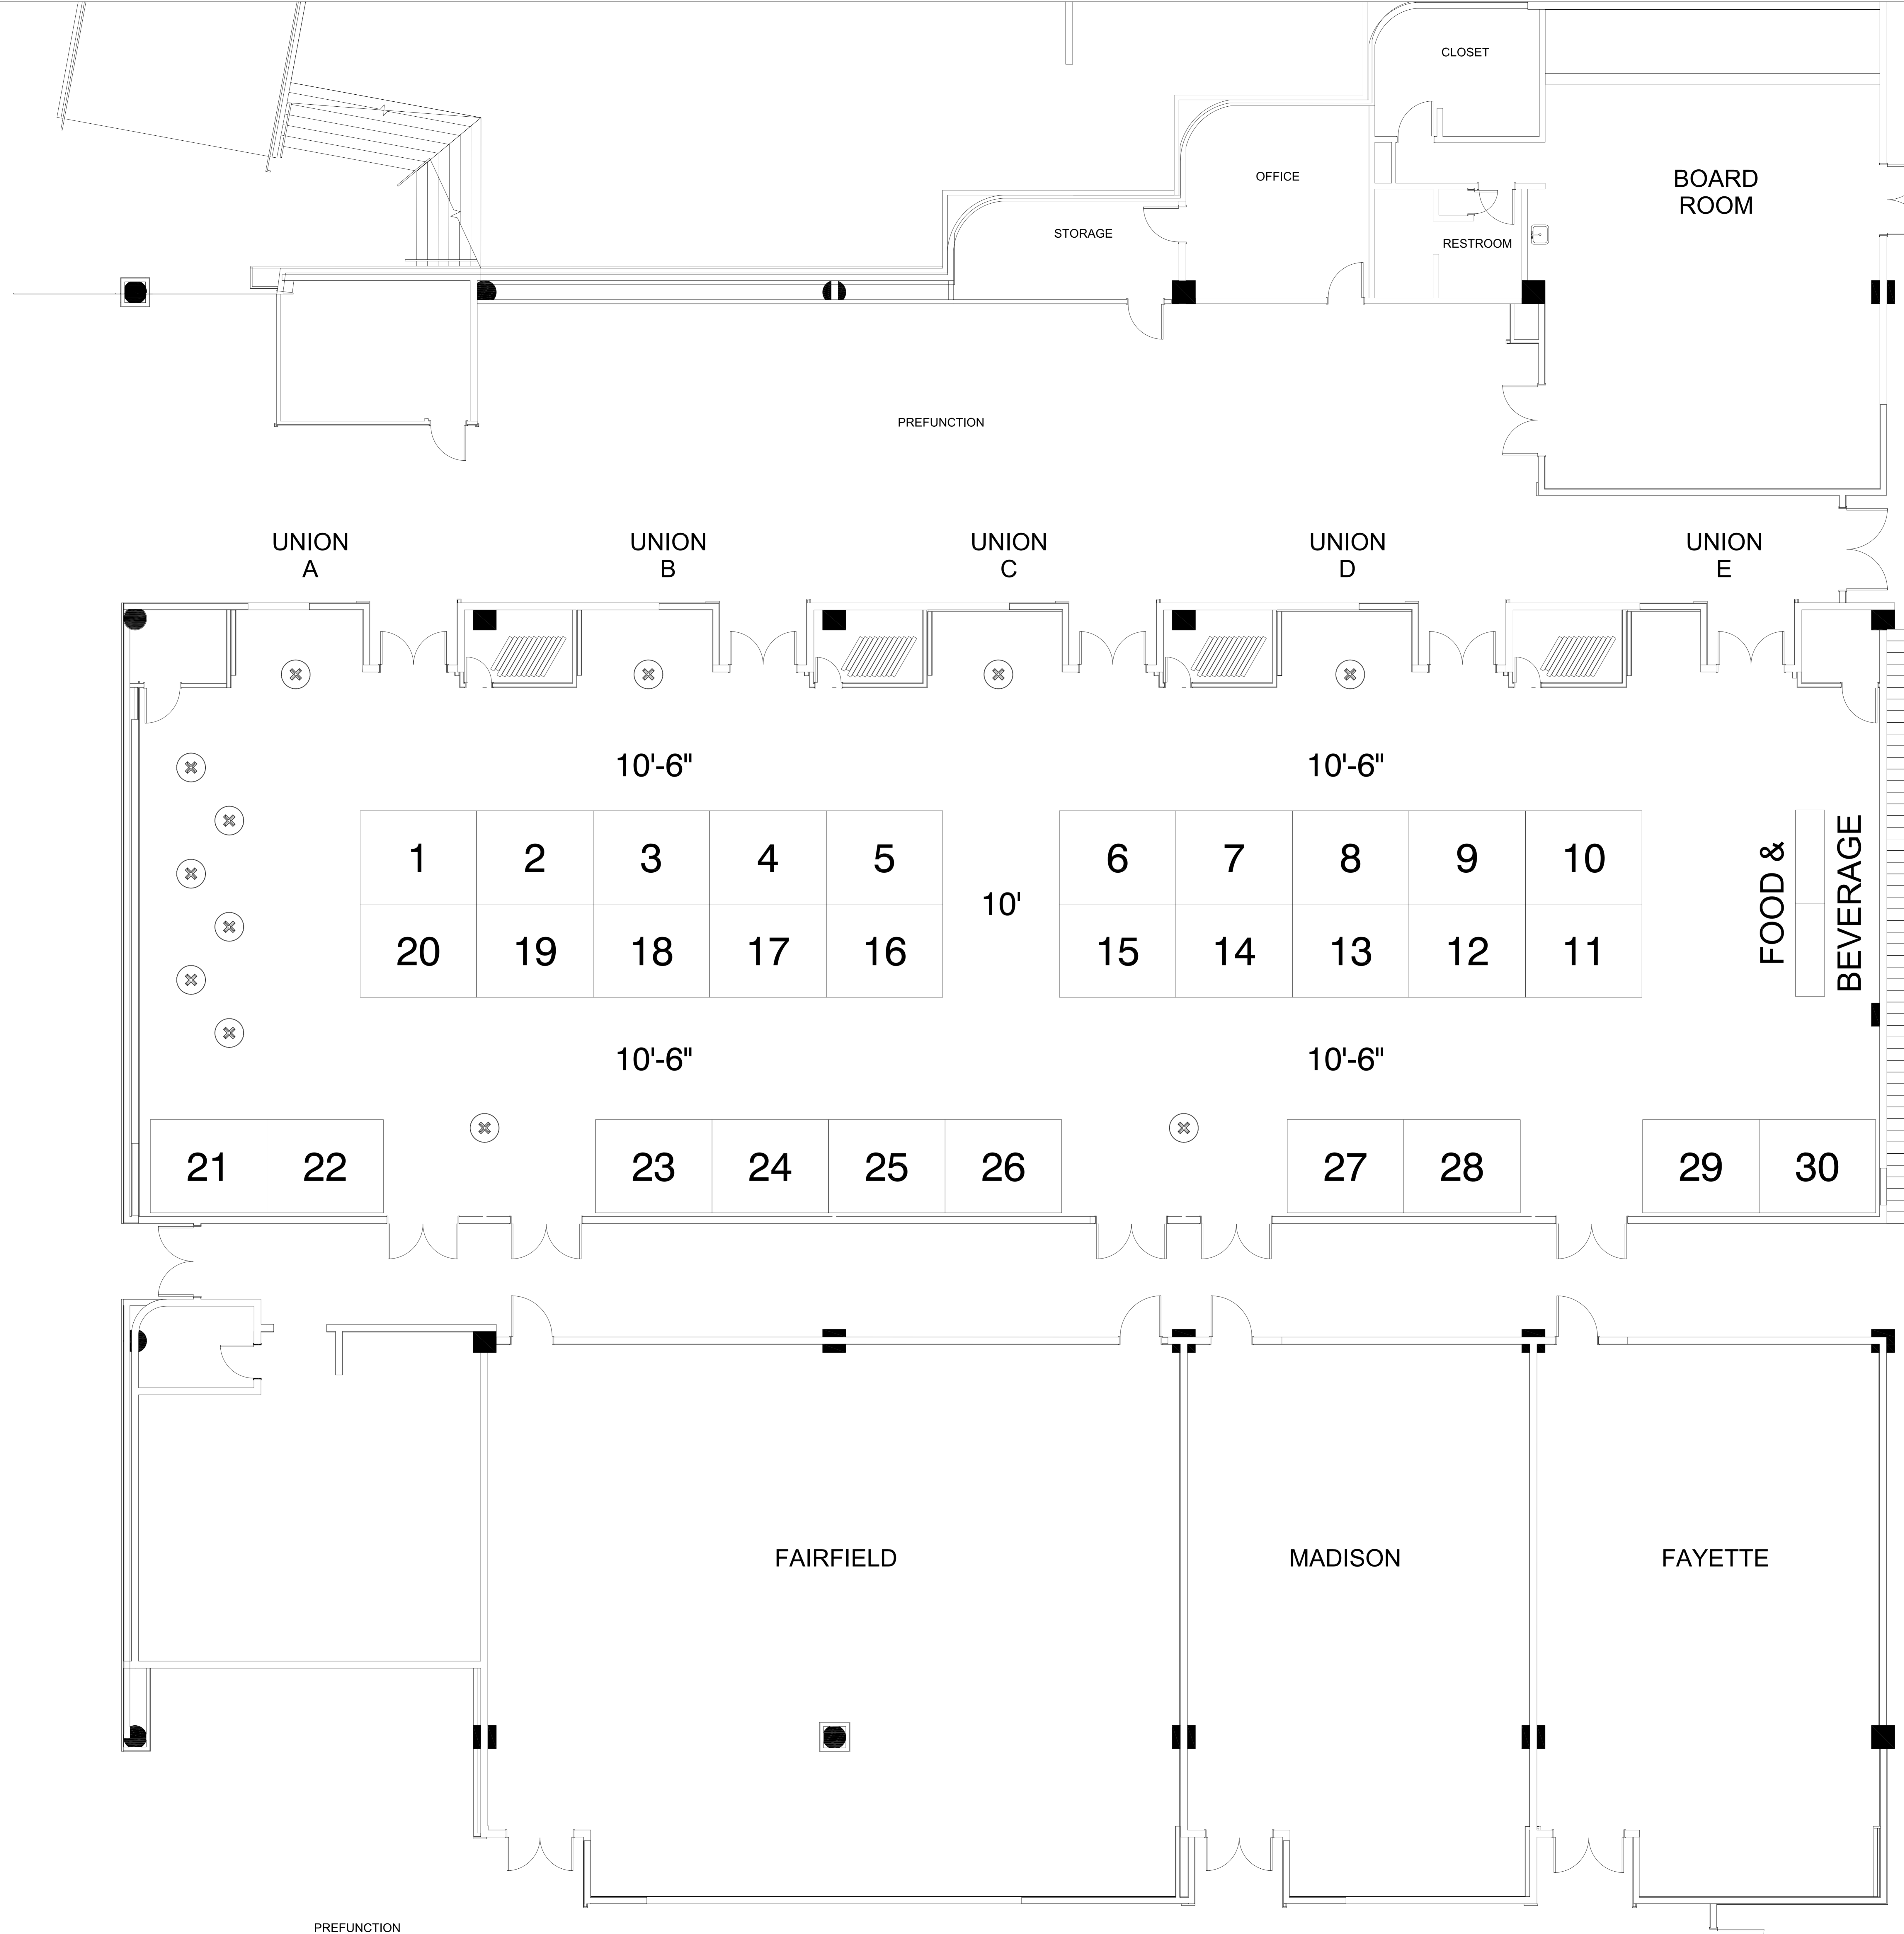 CLOSET
OFFICE
BOARD
ROOM
STORAGE
RESTROOM
PREFUNCTION
UNION
A
UNION
B
UNION
C
UNION
D
UNION
E
10'-6"
10'-6"
1
2
3
4
5
6
7
8
9
10
10'
20
19
18
17
16
15
14
13
12
11
FOOD &
BEVERAGE
10'-6"
10'-6"
21
22
23
24
25
26
27
28
29
30
FAIRFIELD
MADISON
FAYETTE
PREFUNCTION